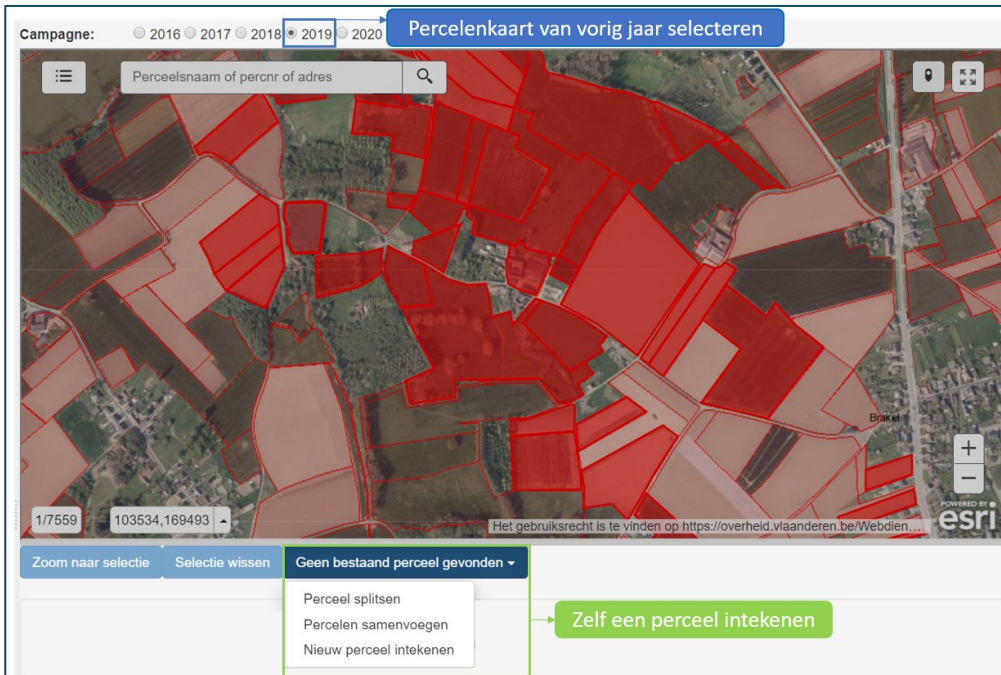 Campagne: 2016 2017 2018 2019 2020
Percelenkaart van vorig jaar selecteren
Perceelsnaam of percnr of adres
Brakel
+
−
1/7559
103534,169493
Het gebruiksrecht is te vinden op https://overheid.vlaanderen.be/Webdien...
POWERED BY
esri
Zoom naar selectie
Selectie wissen
Geen bestaand perceel gevonden
Perceel splitsen
Percelen samenvoegen
Nieuw perceel intekenen
Zelf een perceel intekenen